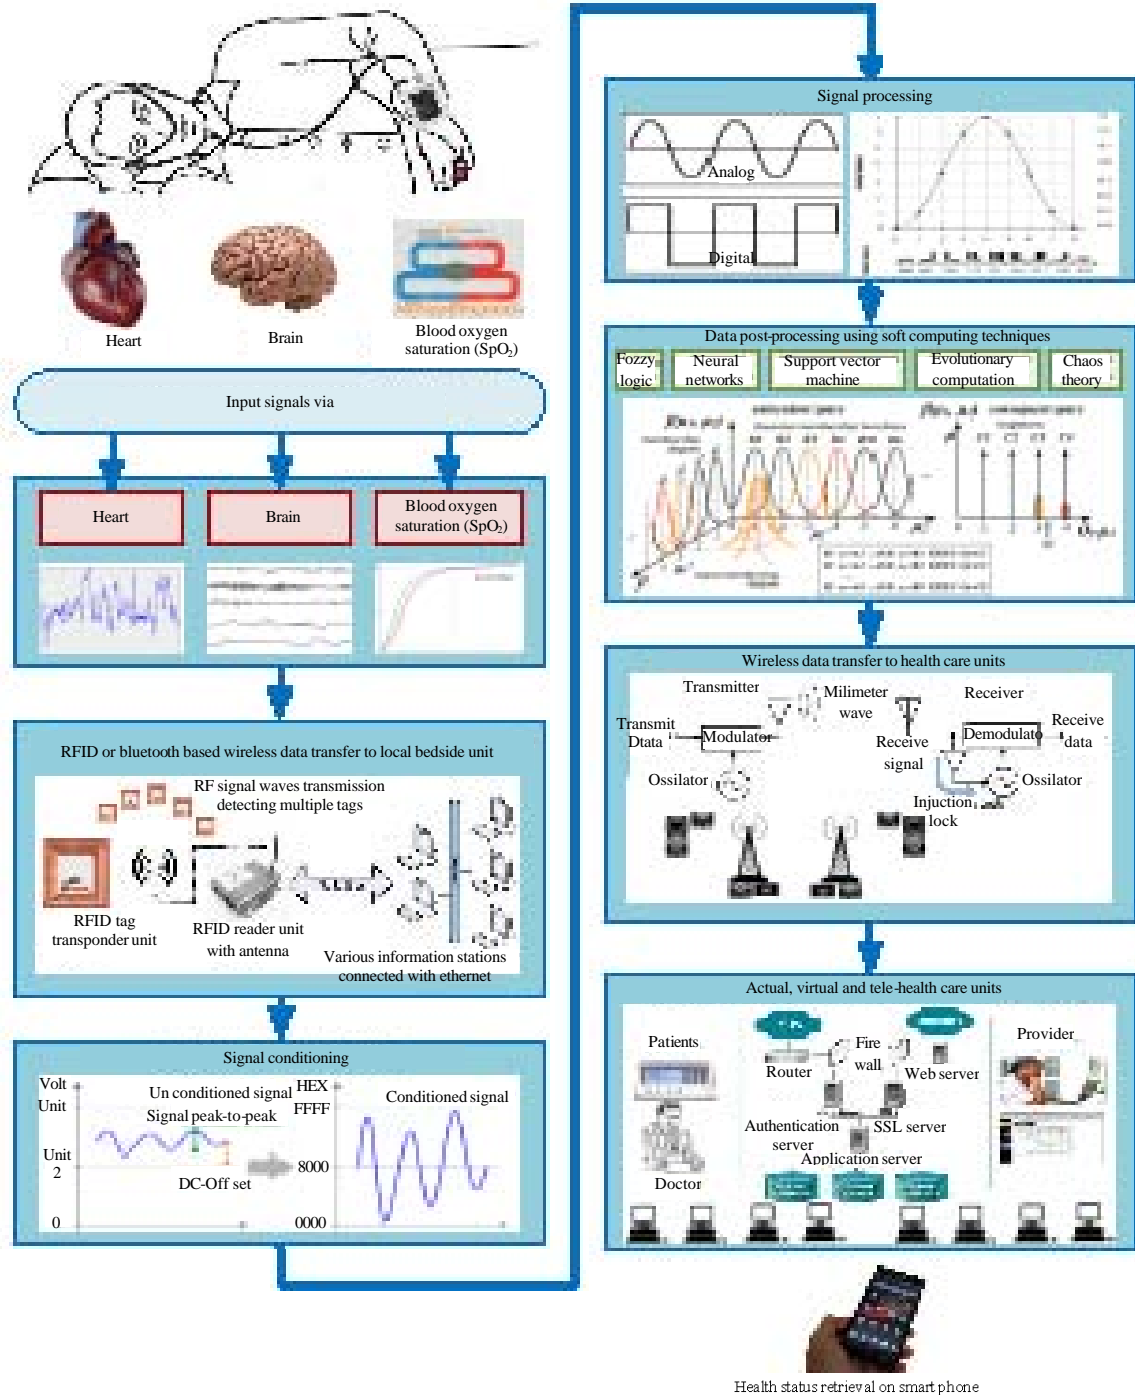 Heart
Brain
Blood oxygen
saturation (SpO₂)
Input signals via
Heart
Brain
Blood oxygen
saturation (SpO₂)
RFID or bluetooth based wireless data transfer to local bedside unit
RF signal waves transmission
detecting multiple tags
RFID tag
transponder unit
RFID reader unit
with antenna
Various information stations
connected with ethernet
Signal conditioning
Volt
Unit
Unit
2
0
Un conditioned signal
Signal peak-to-peak
DC-Off set
HEX
FFFF
8000
0000
Conditioned signal
Signal processing
Analog
Digital
Data post-processing using soft computing techniques
Fozzy
logic
Neural
networks
Support vector
machine
Evolutionary
computation
Chaos
theory
Wireless data transfer to health care units
Transmitter
Milimeter
wave
Receiver
Transmit
Dtata
Modulator
Ossilator
Receive
signal
Demodulato
Receive
data
Ossilator
Injuction
lock
Actual, virtual and tele-health care units
Patients
Doctor
Router
Fire
wall
Web server
Authentication
server
SSL server
Application server
Provider
Health status retrieval on smart phone